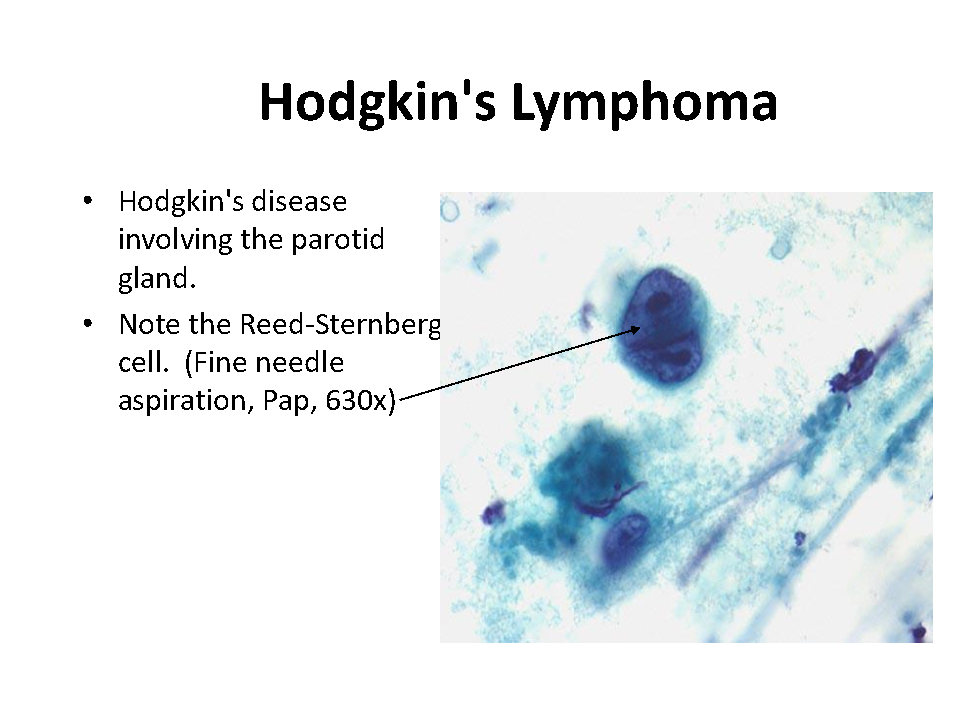 Hodgkin's Lymphoma
• Hodgkin's disease
involving the parotid
gland.
• Note the Reed-Sternberg
cell.  (Fine needle
aspiration, Pap, 630x)